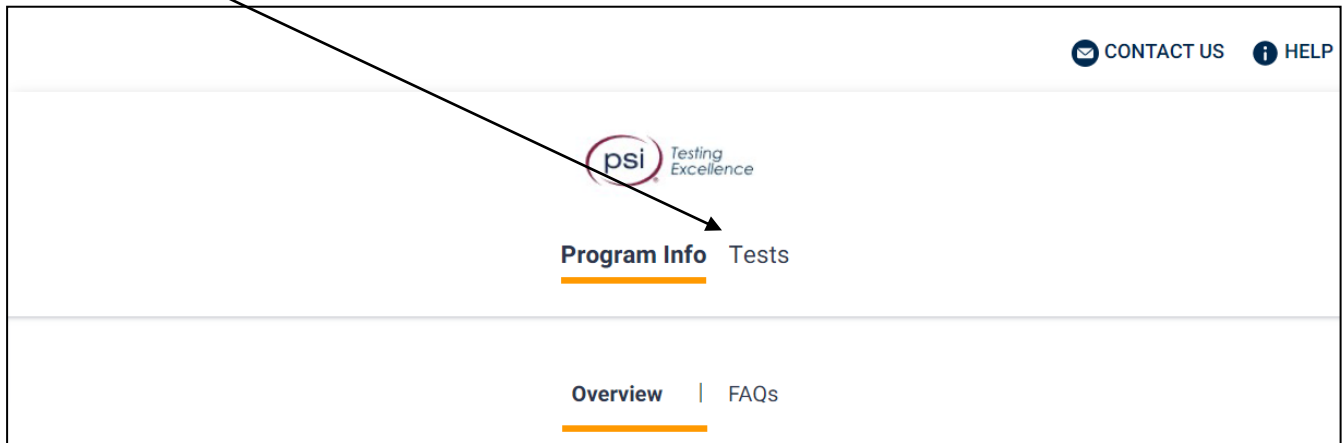 CONTACT US HELP
psi Testing
Excellence
Program Info Tests
Overview | FAQs